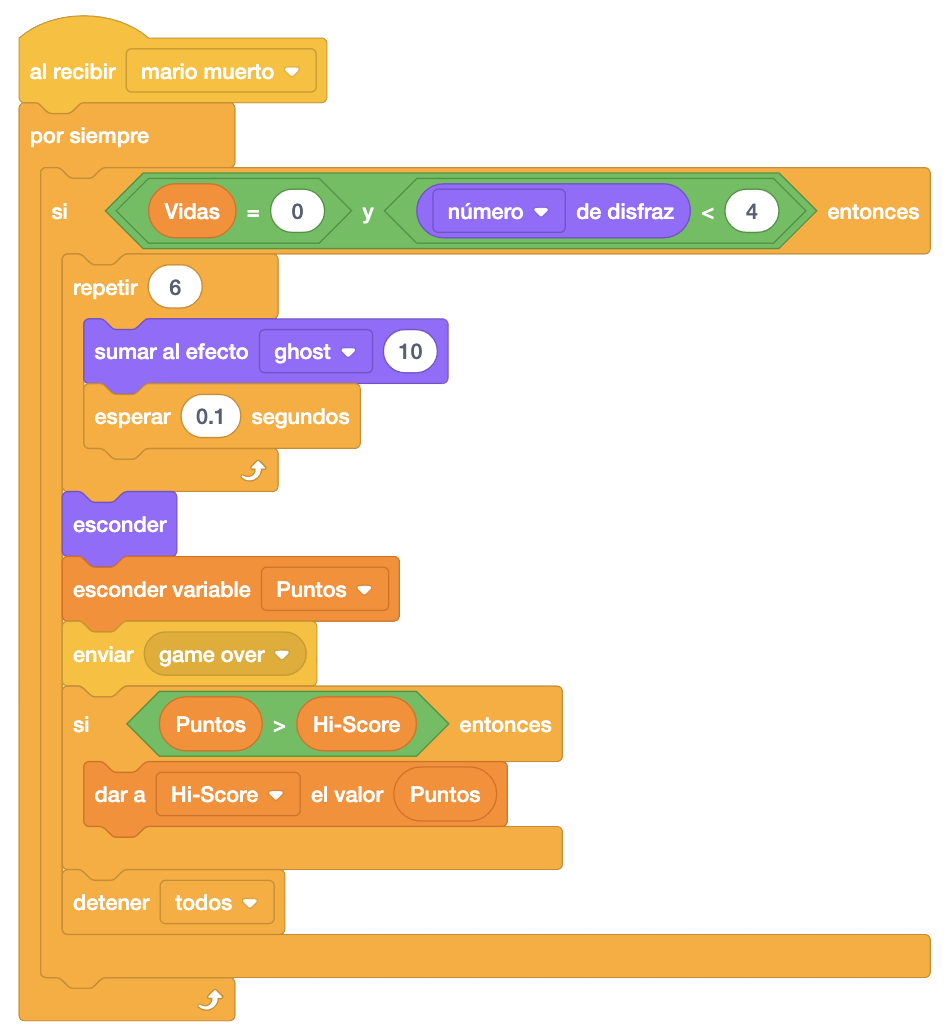 al recibir mario muerto
por siempre
si Vidas = 0 y número de disfraz < 4 entonces
repetir 6
sumar al efecto ghost 10
esperar 0.1 segundos
esconder
esconder variable Puntos
enviar game over
si Puntos > Hi-Score entonces
dar a Hi-Score el valor Puntos
detener todos